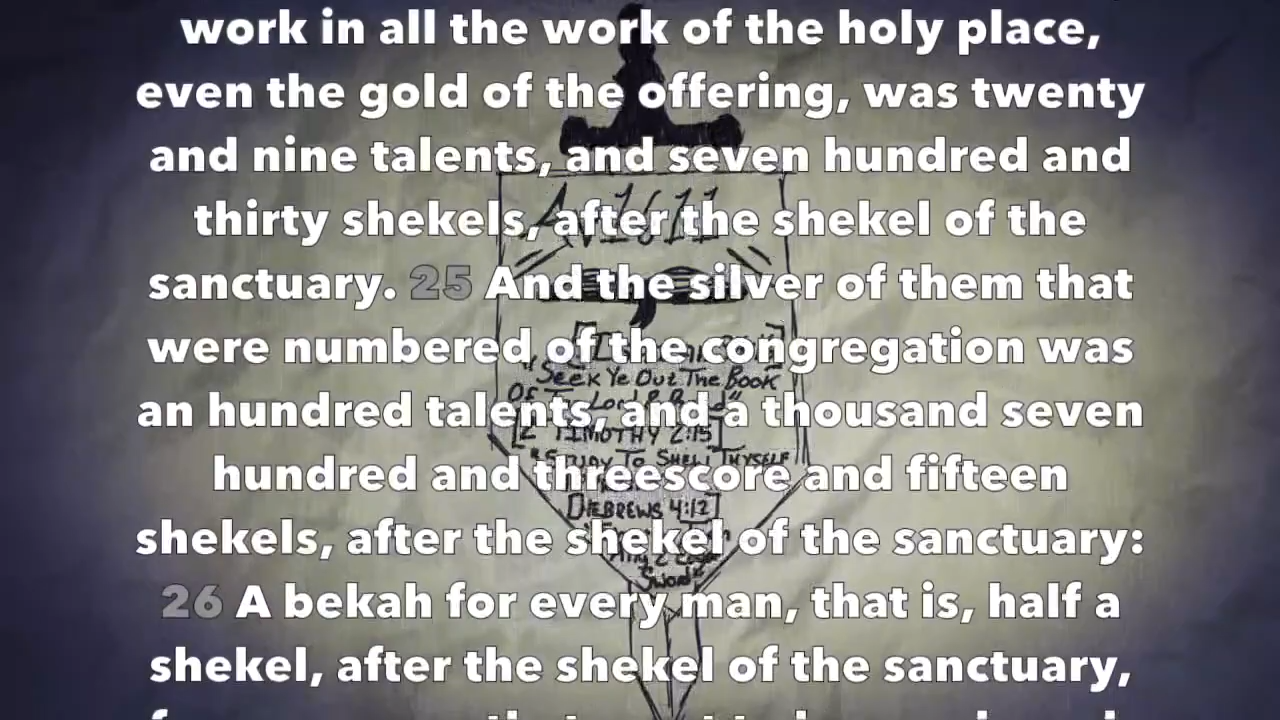 work in all the work of the holy place,
even the gold of the offering, was twenty
and nine talents, and seven hundred and
thirty shekels, after the shekel of the
sanctuary. 25 And the silver of them that
were numbered of the congregation was
an hundred talents, and a thousand seven
hundred and threescore and fifteen
shekels, after the shekel of the sanctuary:
26 A bekah for every man, that is, half a
shekel, after the shekel of the sanctuary,
Av1611
"Seek Ye Out The Book
Of The Lord &
TIMOTHY 2:15]
To Shew Thyself
[HEBREWS 4:12]
Any 2 Edged
Sword"